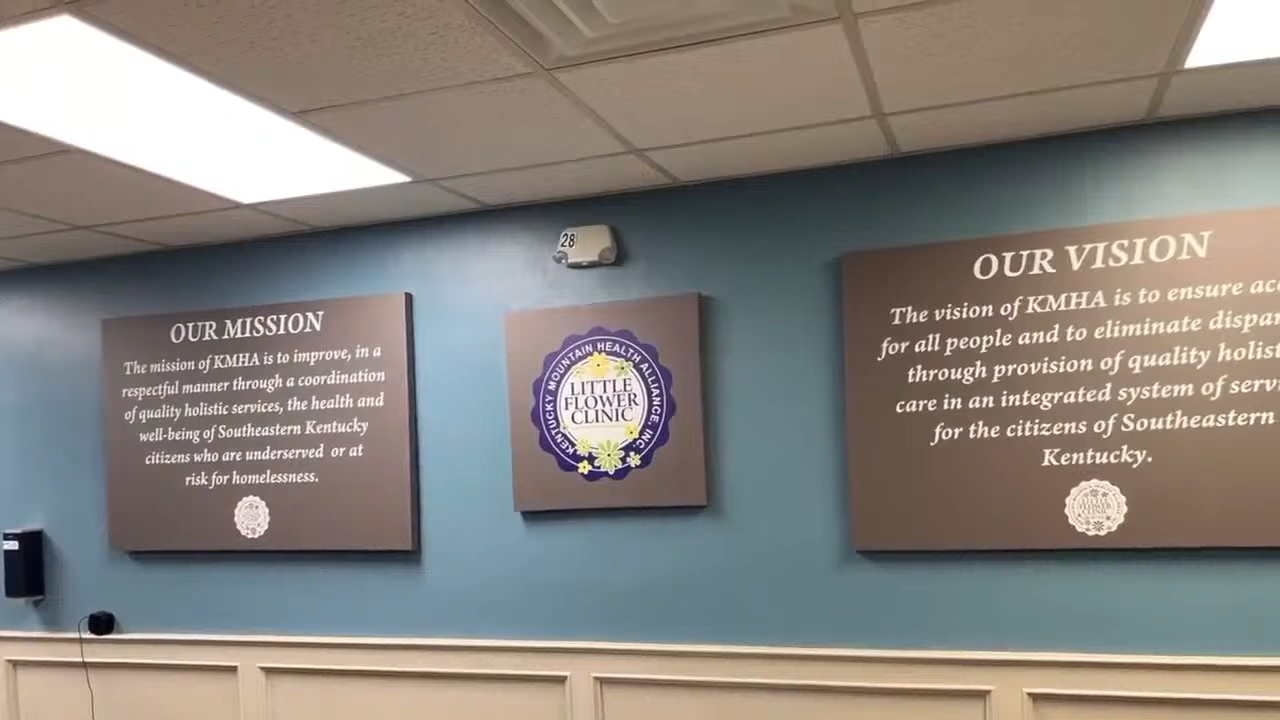 OUR MISSION
The mission of KMHA is to improve, in a
respectful manner through a coordination
of quality holistic services, the health and
well-being of Southeastern Kentucky
citizens who are underserved or at
risk for homelessness.
28
KENTUCKY MOUNTAIN HEALTH ALLIANCE, INC.
LITTLE
FLOWER
CLINIC
OUR VISION
The vision of KMHA is to ensure
for all people and to eliminate
through provision of quality
care in an integrated system of
for the citizens of Southeastern
Kentucky.
LITTLE
FLOWER
CLINIC